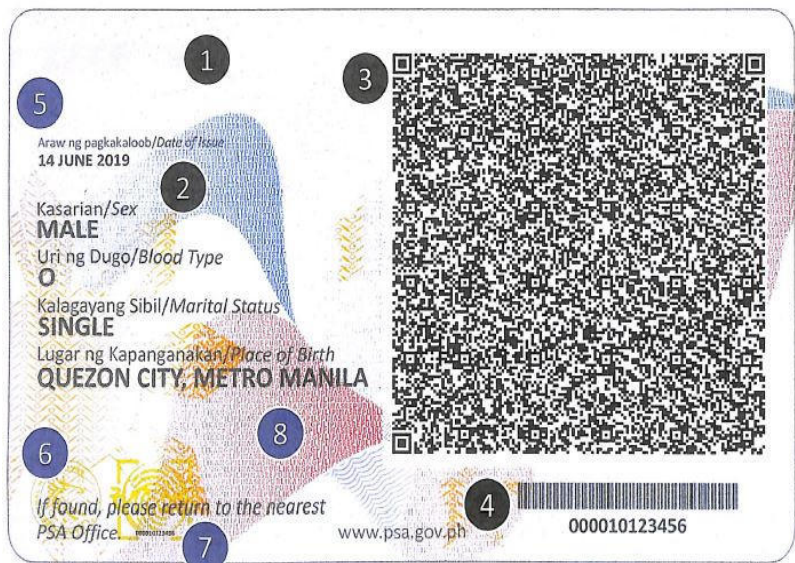 1
3
5
Araw ng pagkakaloob/Date of Issue
14 JUNE 2019
2
Kasarian/Sex
MALE
Uri ng Dugo/Blood Type
O
Kalagayang Sibil/Marital Status
SINGLE
Lugar ng Kapanganakan/Place of Birth
QUEZON CITY, METRO MANILA
8
6
4
If found, please return to the nearest
PSA Office.
000010123456
7
www.psa.gov.ph
000010123456